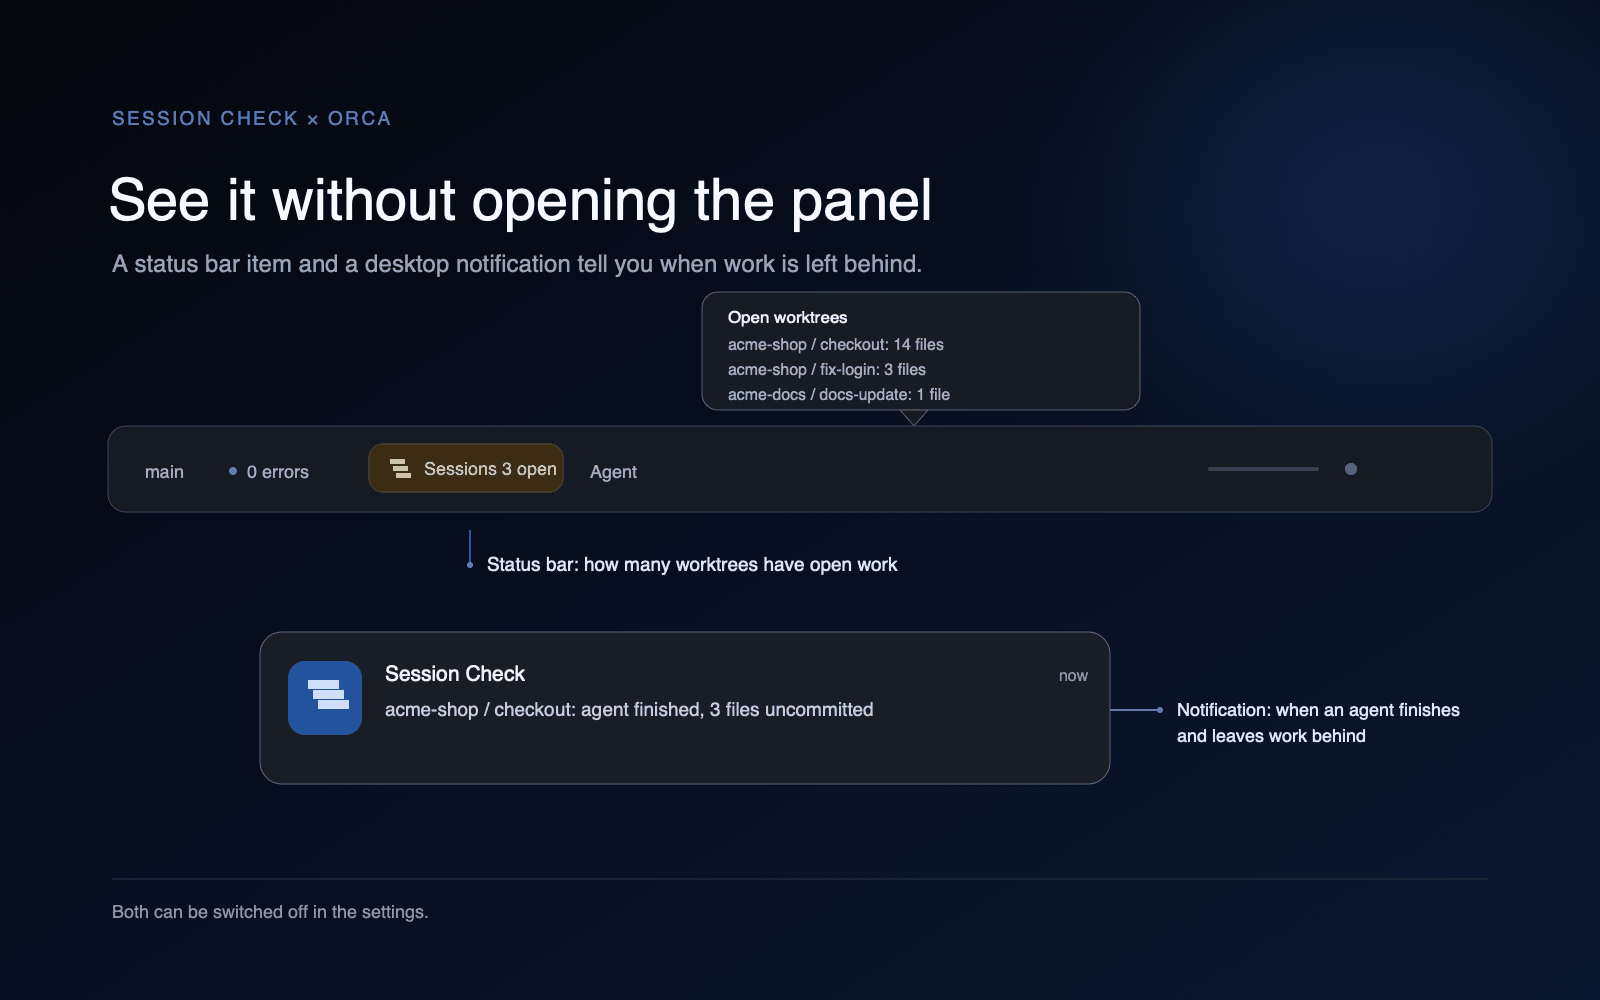 SESSION CHECK × ORCA
See it without opening the panel
A status bar item and a desktop notification tell you when work is left behind.
Open worktrees
acme-shop / checkout: 14 files
acme-shop / fix-login: 3 files
acme-docs / docs-update: 1 file
main
0 errors
Sessions 3 open
Agent
Status bar: how many worktrees have open work
Session Check
now
acme-shop / checkout: agent finished, 3 files uncommitted
Notification: when an agent finishes
and leaves work behind
Both can be switched off in the settings.